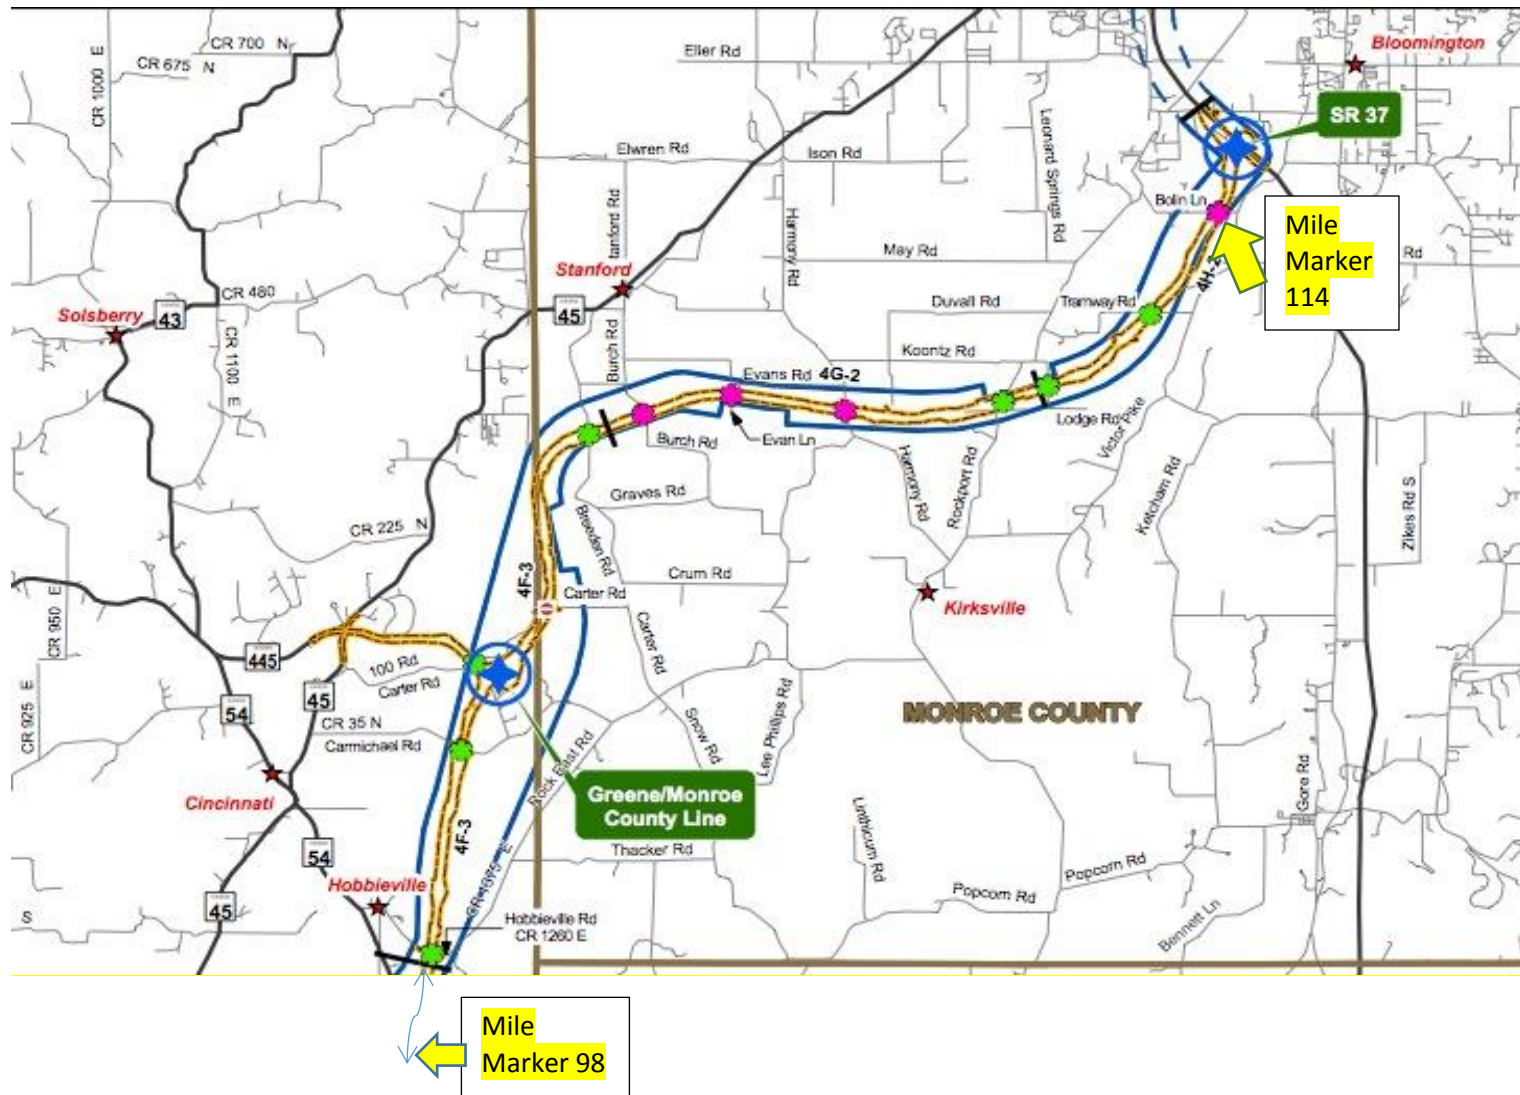 CR 700 N
CR 675 N
CR 1000 E
Eller Rd
Bloomington
SR 37
Elwren Rd
Ison Rd
Leonard Springs Rd
tanford Rd
Harmony Rd
Bolin Ln
Mile
Marker
114
May Rd
Rd
Stanford
CR 480
Solsberry
43
45
CR 1100 E
Duvall Rd
Tramway Rd
4H-2
Burch Rd
Koontz Rd
Evans Rd
4G-2
Lodge Rd
Victor Pike
Burch Rd
Evan Ln
Harmony Rd
Rockport Rd
Ketcham Rd
Zikes Rd S
Graves Rd
CR 225 N
Breeden Rd
Crum Rd
4F-3
Carter Rd
Kirksville
CR 950 E
445
100 Rd
Carter Rd
Carter Rd
CR 925 E
54
45
CR 35 N
Carmichael Rd
Snow Rd
Lee Phillips Rd
MONROE COUNTY
Rock East Rd
Gore Rd
Cincinnati
Greene/Monroe
County Line
4F-3
Linthicum Rd
54
Thacker Rd
Popcorn Rd
Popcorn Rd
Hobbieville
CR 1375 E
45
S
Hobbieville Rd
CR 1260 E
Bennett Ln
Mile
Marker 98